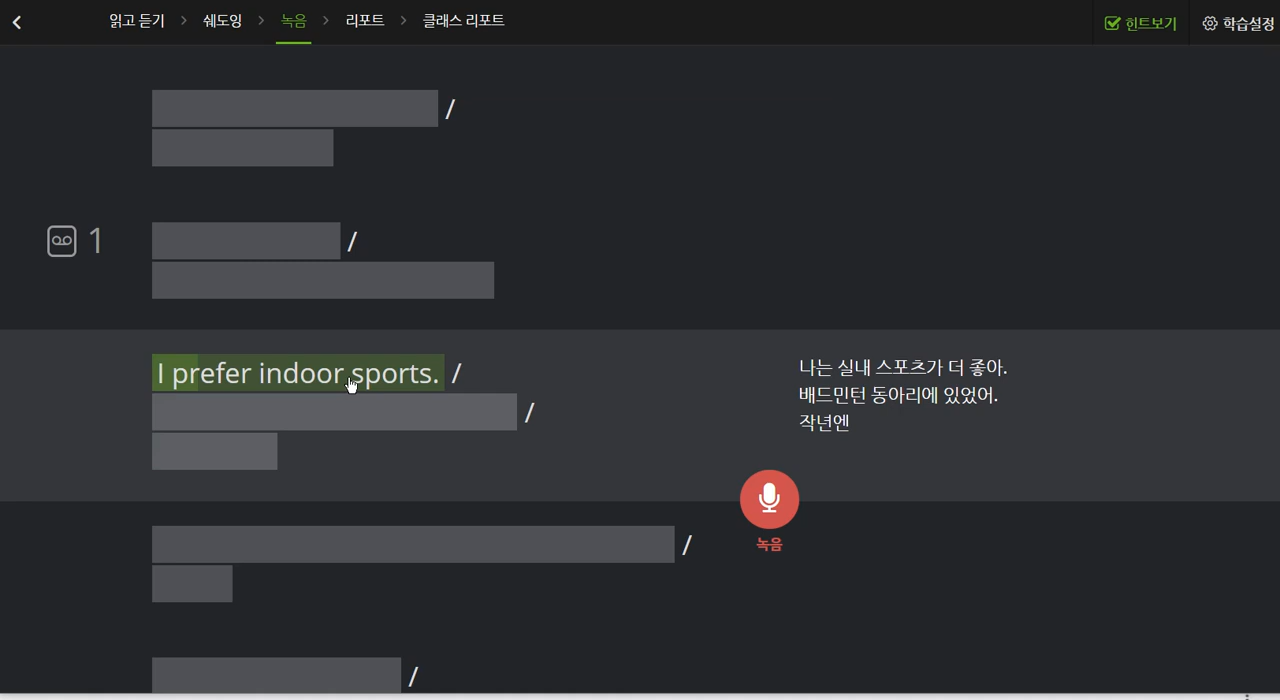 읽고 듣기 > 쉐도잉 > 녹음 > 리포트 > 클래스 리포트
힌트보기
학습설정
/
1
/
I prefer indoor sports. /
/
나는 실내 스포츠가 더 좋아.
배드민턴 동아리에 있었어.
작년엔
녹음
/
/